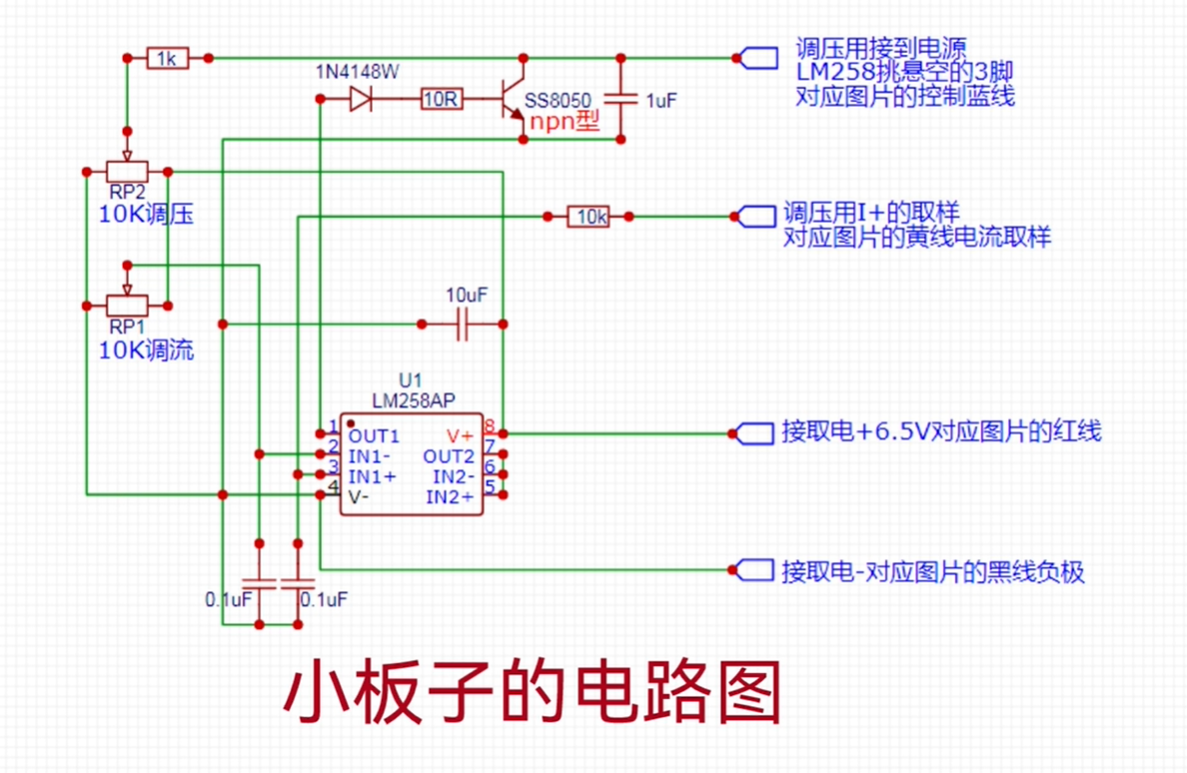 1k
调压用接到电源
LM258挑悬空的3脚
对应图片的控制蓝线
1N4148W
10R
SS8050
npn型
1uF
RP2
10K调压
10k
调压用I+的取样
对应图片的黄线电流取样
RP1
10K调流
10uF
U1
LM258AP
1
OUT1
V+
8
2
IN1-
OUT2
7
3
IN1+
IN2-
6
4
V-
IN2+
5
接取电+6.5V对应图片的红线
接取电-对应图片的黑线负极
0.1uF
0.1uF
小板子的电路图